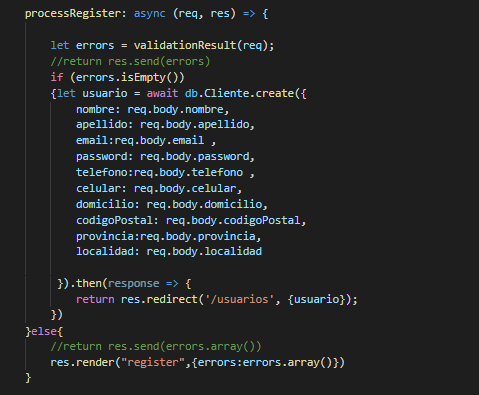 processRegister: async (req, res) => {
let errors = validationResult(req);
//return res.send(errors)
if (errors.isEmpty())
{let usuario = await db.Cliente.create({
nombre: req.body.nombre,
apellido: req.body.apellido,
email:req.body.email ,
password: req.body.password,
telefono:req.body.telefono ,
celular: req.body.celular,
domicilio: req.body.domicilio,
codigoPostal: req.body.codigoPostal,
provincia:req.body.provincia,
localidad: req.body.localidad
}).then(response => {
return res.redirect('/usuarios', {usuario});
})
}else{
//return res.send(errors.array())
res.render("register",{errors:errors.array()})
}